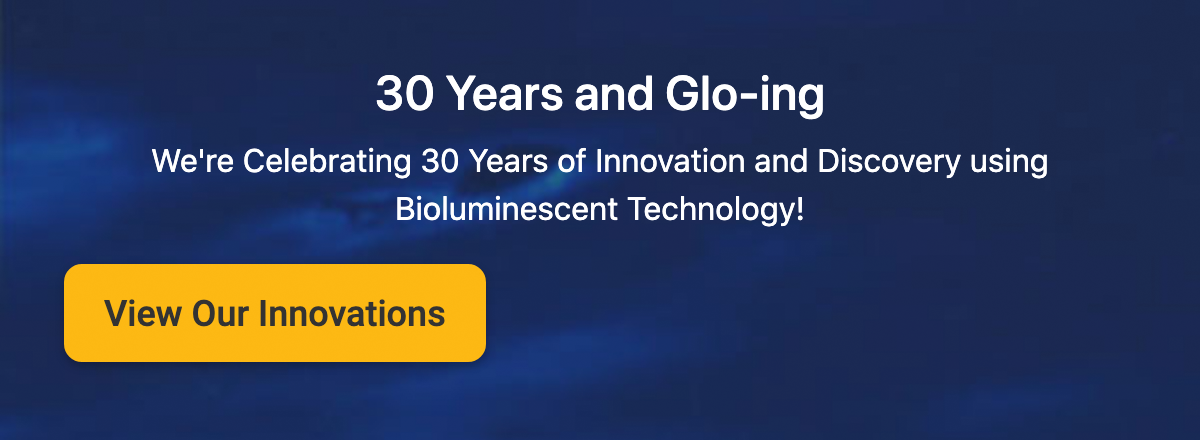 30 Years and Glo-ing
We're Celebrating 30 Years of Innovation and Discovery using
Bioluminescent Technology!
View Our Innovations